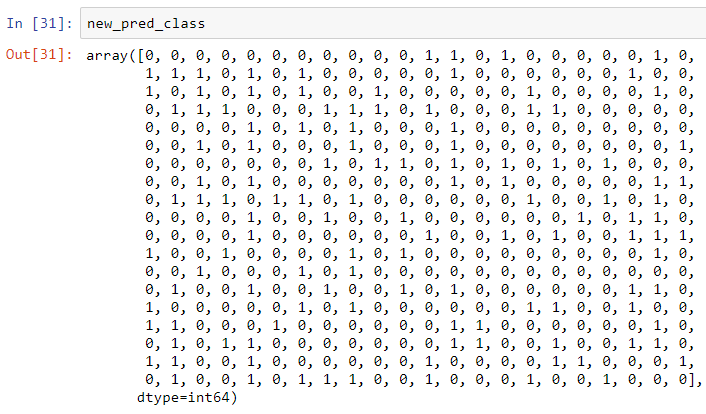 In [31]: new_pred_class
Out[31]: array([0, 0, 0, 0, 0, 0, 0, 0, 0, 0, 0, 1, 1, 0, 1, 0, 0, 0, 0, 0, 1, 0,
1, 1, 1, 0, 1, 0, 1, 0, 0, 0, 0, 0, 1, 0, 0, 0, 0, 0, 0, 1, 0, 0,
1, 0, 1, 0, 1, 0, 1, 0, 0, 1, 0, 0, 0, 0, 0, 1, 0, 0, 0, 0, 1, 0,
0, 1, 1, 1, 0, 0, 0, 1, 1, 1, 0, 1, 0, 0, 0, 1, 1, 0, 0, 0, 0, 0,
0, 0, 0, 0, 1, 0, 1, 0, 1, 0, 0, 0, 1, 0, 0, 0, 0, 0, 0, 0, 0, 0,
0, 0, 1, 0, 1, 0, 0, 0, 1, 0, 0, 0, 1, 0, 0, 0, 0, 0, 0, 0, 0, 1,
0, 0, 0, 0, 0, 0, 0, 1, 0, 1, 1, 0, 1, 0, 1, 0, 1, 0, 1, 0, 0, 0,
0, 0, 1, 0, 1, 0, 0, 0, 0, 0, 0, 0, 1, 0, 1, 0, 0, 0, 0, 0, 1, 1,
0, 1, 1, 1, 0, 1, 1, 0, 1, 0, 0, 0, 0, 0, 0, 1, 0, 0, 1, 0, 1, 0,
0, 0, 0, 0, 1, 0, 0, 1, 0, 0, 1, 0, 0, 0, 0, 0, 0, 1, 0, 1, 1, 0,
0, 0, 0, 0, 1, 0, 0, 0, 0, 0, 0, 1, 0, 0, 1, 0, 1, 0, 0, 1, 1, 1,
1, 0, 0, 1, 0, 0, 0, 0, 1, 0, 1, 0, 0, 0, 0, 0, 0, 0, 0, 0, 1, 0,
0, 0, 1, 0, 0, 0, 1, 0, 1, 0, 0, 0, 0, 0, 0, 0, 0, 0, 0, 0, 0, 0,
0, 1, 0, 0, 1, 0, 0, 1, 0, 0, 1, 0, 1, 0, 0, 0, 0, 0, 0, 1, 1, 0,
1, 0, 0, 0, 0, 0, 1, 0, 1, 0, 0, 0, 0, 0, 0, 1, 1, 0, 0, 1, 0, 0,
1, 1, 0, 0, 0, 1, 0, 0, 0, 0, 0, 0, 1, 1, 0, 0, 0, 0, 0, 0, 1, 0,
0, 1, 0, 1, 1, 0, 0, 0, 0, 0, 0, 0, 1, 1, 0, 0, 1, 0, 0, 1, 1, 0,
1, 1, 0, 0, 1, 0, 0, 0, 0, 0, 0, 1, 0, 0, 0, 0, 1, 1, 0, 0, 0, 1,
0, 1, 0, 0, 1, 0, 1, 1, 1, 0, 0, 1, 0, 0, 0, 1, 0, 0, 1, 0, 0, 0],
dtype=int64)